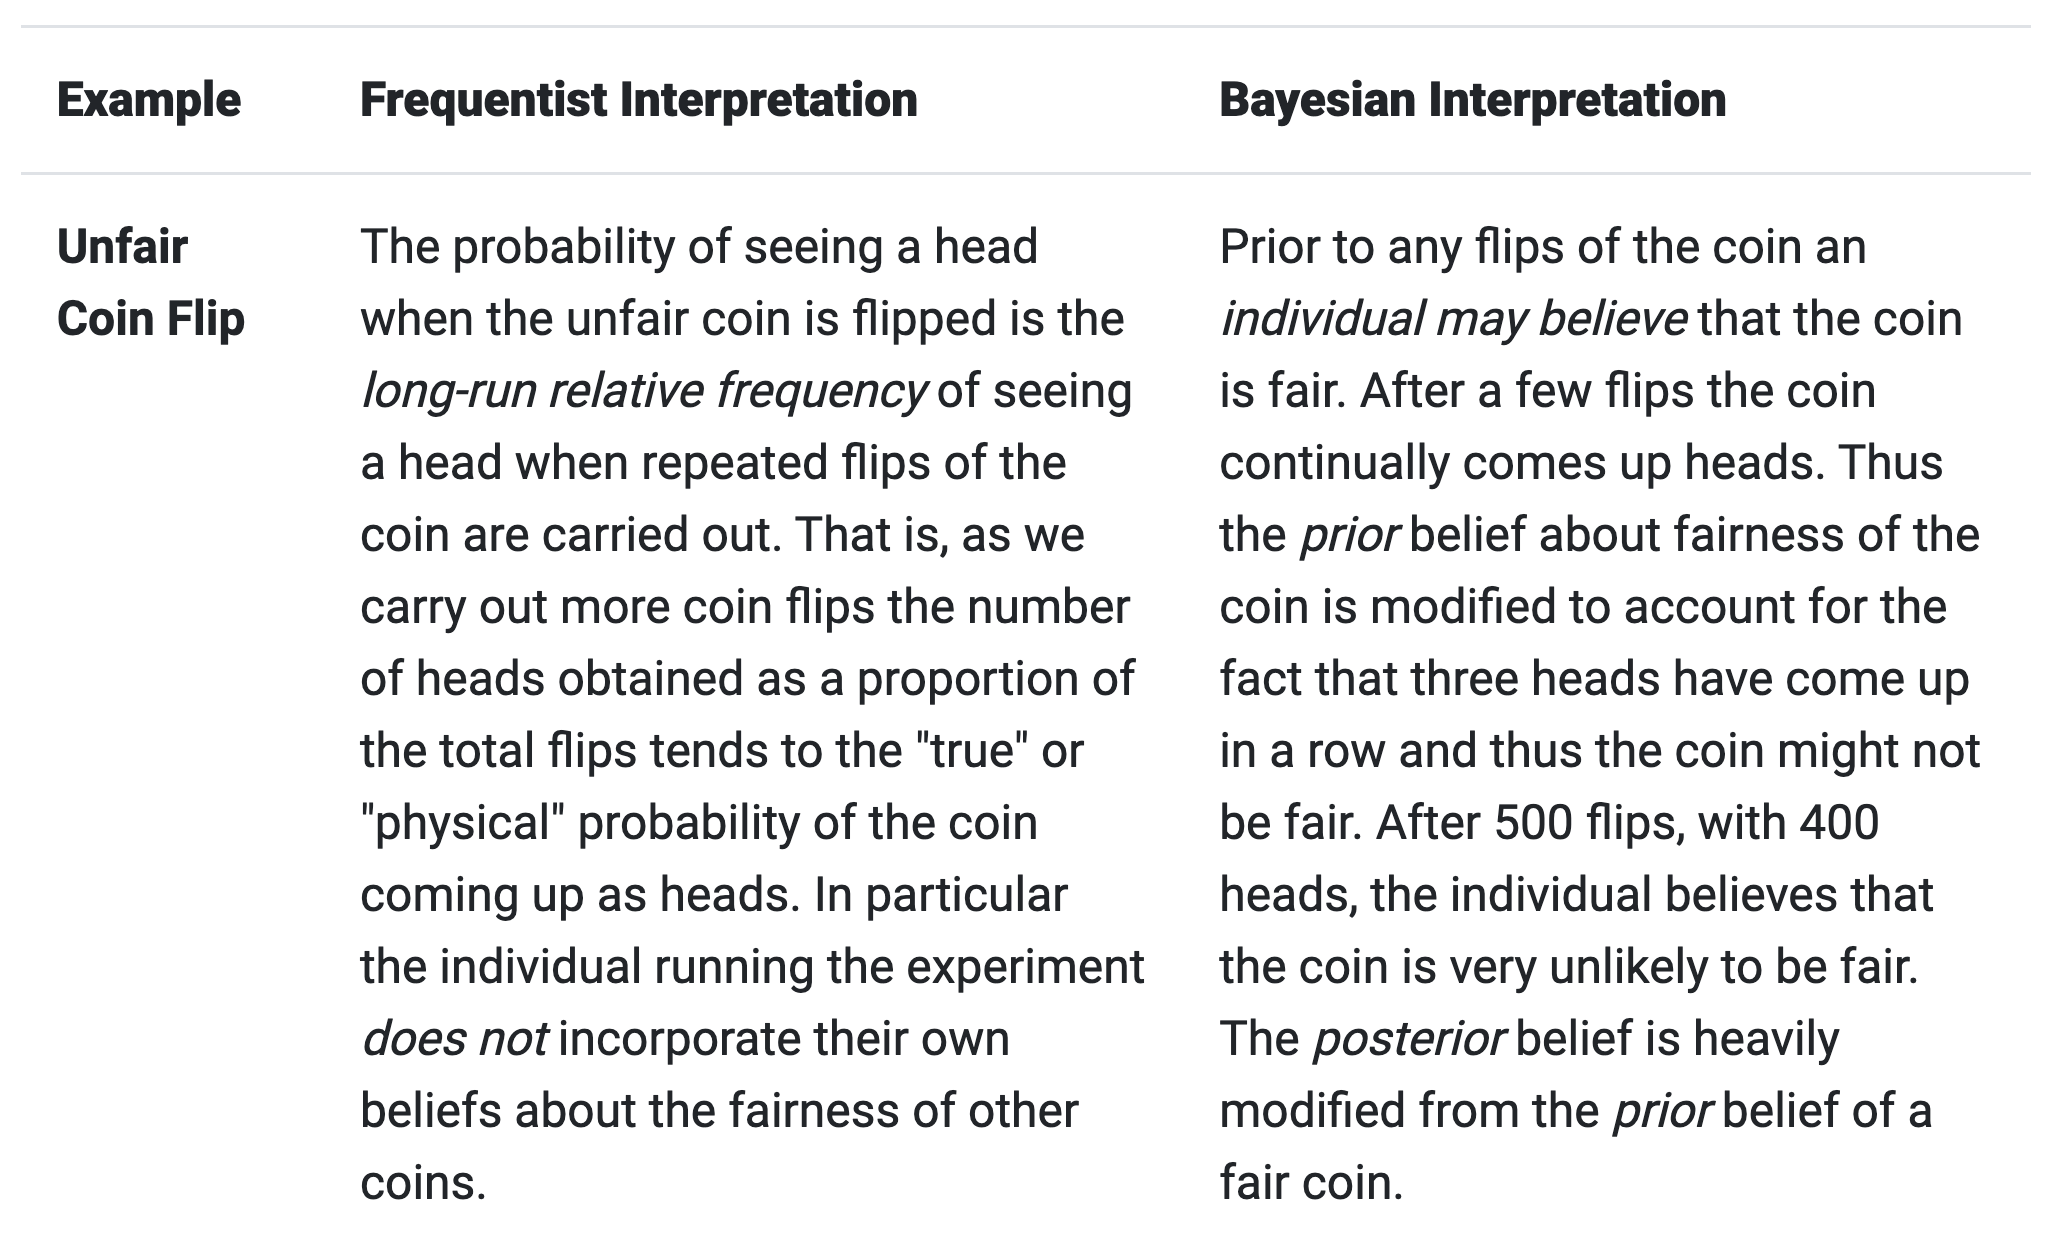 Example
Frequentist Interpretation
Bayesian Interpretation
Unfair
Coin Flip
The probability of seeing a head
when the unfair coin is flipped is the
long-run relative frequency of seeing
a head when repeated flips of the
coin are carried out. That is, as we
carry out more coin flips the number
of heads obtained as a proportion of
the total flips tends to the "true" or
"physical" probability of the coin
coming up as heads. In particular
the individual running the experiment
does not incorporate their own
beliefs about the fairness of other
coins.
Prior to any flips of the coin an
individual may believe that the coin
is fair. After a few flips the coin
continually comes up heads. Thus
the prior belief about fairness of the
coin is modified to account for the
fact that three heads have come up
in a row and thus the coin might not
be fair. After 500 flips, with 400
heads, the individual believes that
the coin is very unlikely to be fair.
The posterior belief is heavily
modified from the prior belief of a
fair coin.